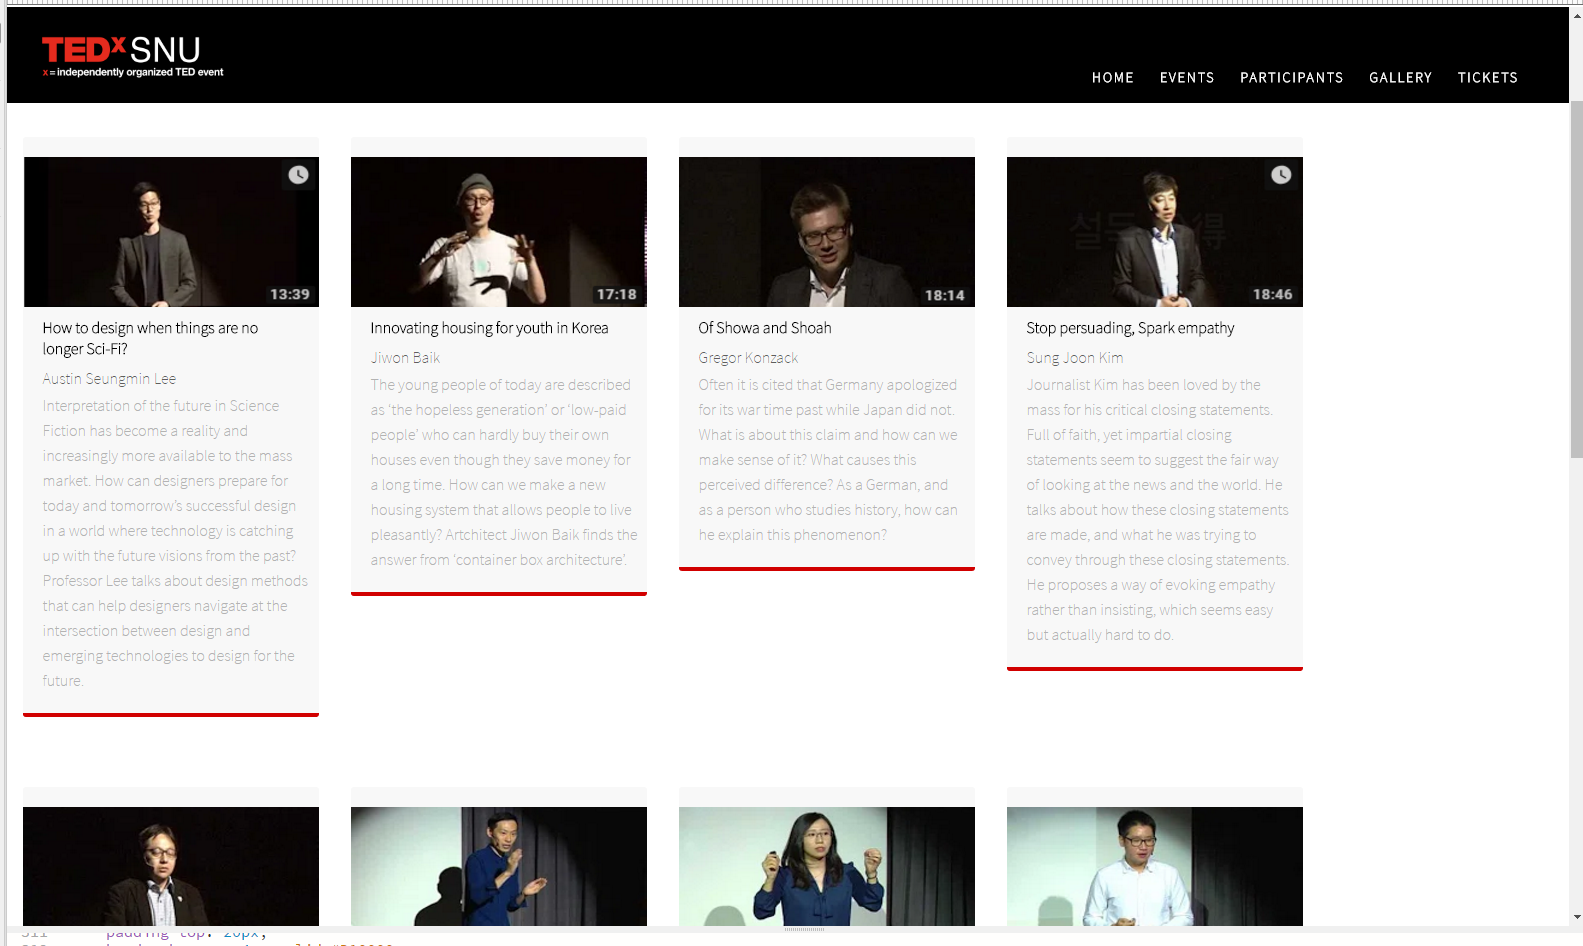 TEDxSNU
x = independently organized TED event
HOME EVENTS PARTICIPANTS GALLERY TICKETS
13:39
How to design when things are no
longer Sci-Fi?
Austin Seungmin Lee
Interpretation of the future in Science
Fiction has become a reality and
increasingly more available to the mass
market. How can designers prepare for
today and tomorrow's successful design
in a world where technology is catching
up with the future visions from the past?
Professor Lee talks about design methods
that can help designers navigate at the
intersection between design and
emerging technologies to design for the
future.
17:18
Innovating housing for youth in Korea
Jiwon Baik
The young people of today are described
as ‘the hopeless generation’ or ‘low-paid
people’ who can hardly buy their own
houses even though they save money for
a long time. How can we make a new
housing system that allows people to live
pleasantly? Artchitect Jiwon Baik finds the
answer from ‘container box architecture’.
18:14
Of Showa and Shoah
Gregor Konzack
Often it is cited that Germany apologized
for its war time past while Japan did not.
What is about this claim and how can we
make sense of it? What causes this
perceived difference? As a German, and
as a person who studies history, how can
he explain this phenomenon?
18:46
Stop persuading, Spark empathy
Sung Joon Kim
Journalist Kim has been loved by the
mass for his critical closing statements.
Full of faith, yet impartial closing
statements seem to suggest the fair way
of looking at the news and the world. He
talks about how these closing statements
are made, and what he was trying to
convey through these closing statements.
He proposes a way of evoking empathy
rather than insisting, which seems easy
but actually hard to do.
padding-top: 20px;